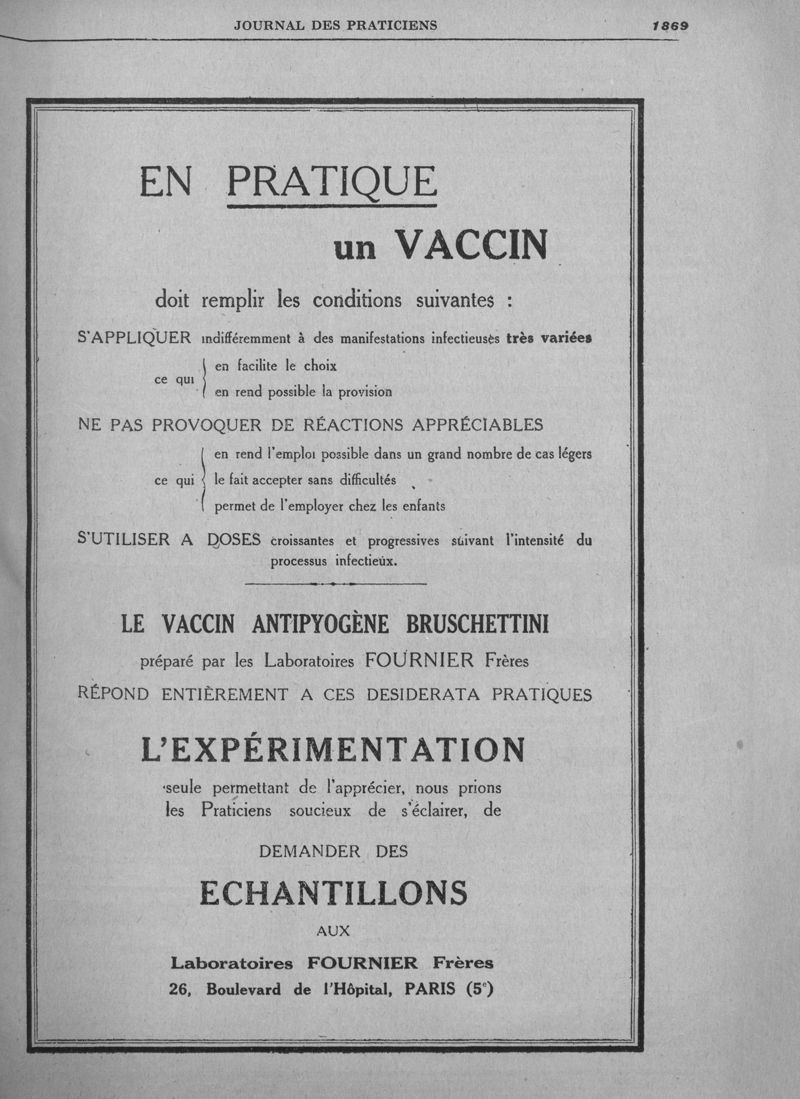 JOURNAL DES PRATICIENS 1869
EN PRATIQUE
un VACCIN
doit remplir les conditions suivantes :
S'APPLIQUER indifféremment à des manifestations infectieuses très variées
en facilite le choix
ce qui
en rend possible la provision
NE PAS PROVOQUER DE RÉACTIONS APPRÉCIABLES
en rend l'emploi possible dans un grand nombre de cas légers
ce qui le fait accepter sans difficultés
permet de l'employer chez les enfants
S'UTILISER A DOSES croissantes et progressives suivant l'intensité du
processus infectieux.
LE VACCIN ANTIPYOGÈNE BRUSCHETTINI
préparé par les Laboratoires FOURNIER Frères
RÉPOND ENTIÈREMENT A CES DESIDERATA PRATIQUES
L'EXPÉRIMENTATION
seule permettant de l'apprécier, nous prions
les Praticiens soucieux de s'éclairer, de
DEMANDER DES
ECHANTILLONS
AUX
Laboratoires FOURNIER Frères
26, Boulevard de l'Hôpital, PARIS (5e)